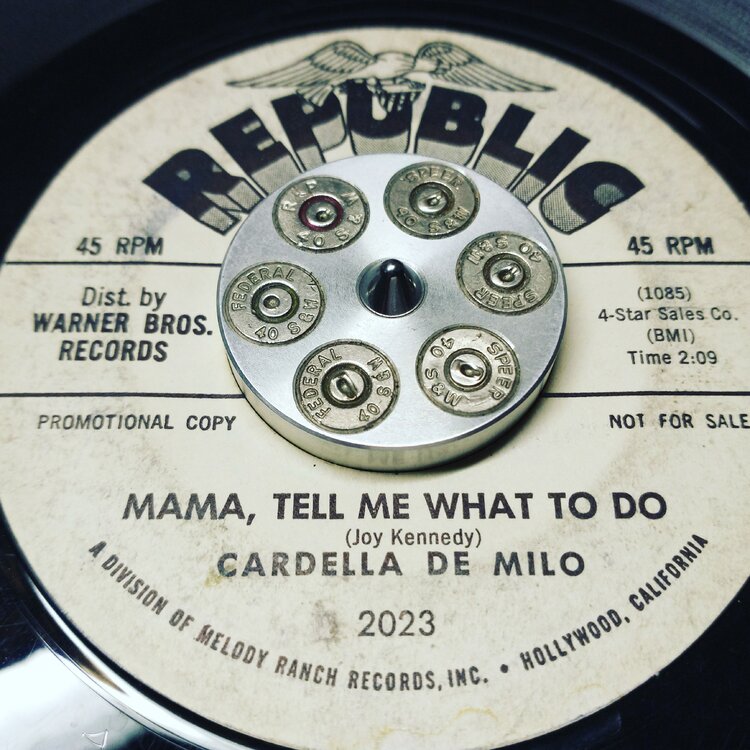 REPUBLIC
45 RPM
45 RPM
Dist. by
WARNER BROS.
RECORDS
(1085)
4-Star Sales Co.
(BMI)
Time 2:09
R&P M
40 S&
SPEER
40 S&W
SPEER
40 S&W
SPEER
40 S&W
FEDERAL
40 S&W
FEDERAL
40 S&W
PROMOTIONAL COPY
NOT FOR SALE
MAMA, TELL ME WHAT TO DO
(Joy Kennedy)
CARDELLA DE MILO
2023
A DIVISION OF MELODY RANCH RECORDS, INC. • HOLLYWOOD, CALIFORNIA